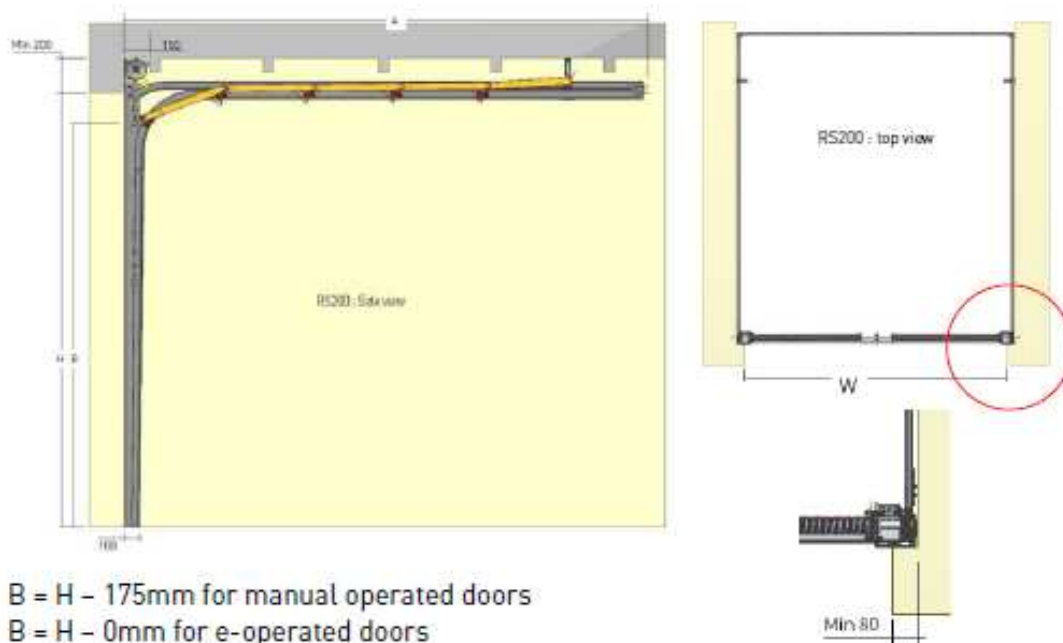 A
Min. 200
150
RS200 : top view
RS200 : Side view
H
B
W
100
Min 80
B = H – 175mm for manual operated doors
B = H – 0mm for e-operated doors